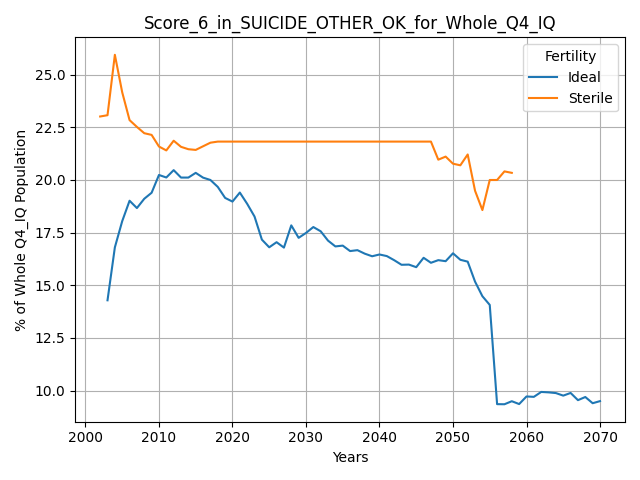 Score_6_in_SUICIDE_OTHER_OK_for_Whole_Q4_IQ
Fertility
Ideal
Sterile
% of Whole Q4_IQ Population
25.0
22.5
20.0
17.5
15.0
12.5
10.0
2000 2010 2020 2030 2040 2050 2060 2070
Years